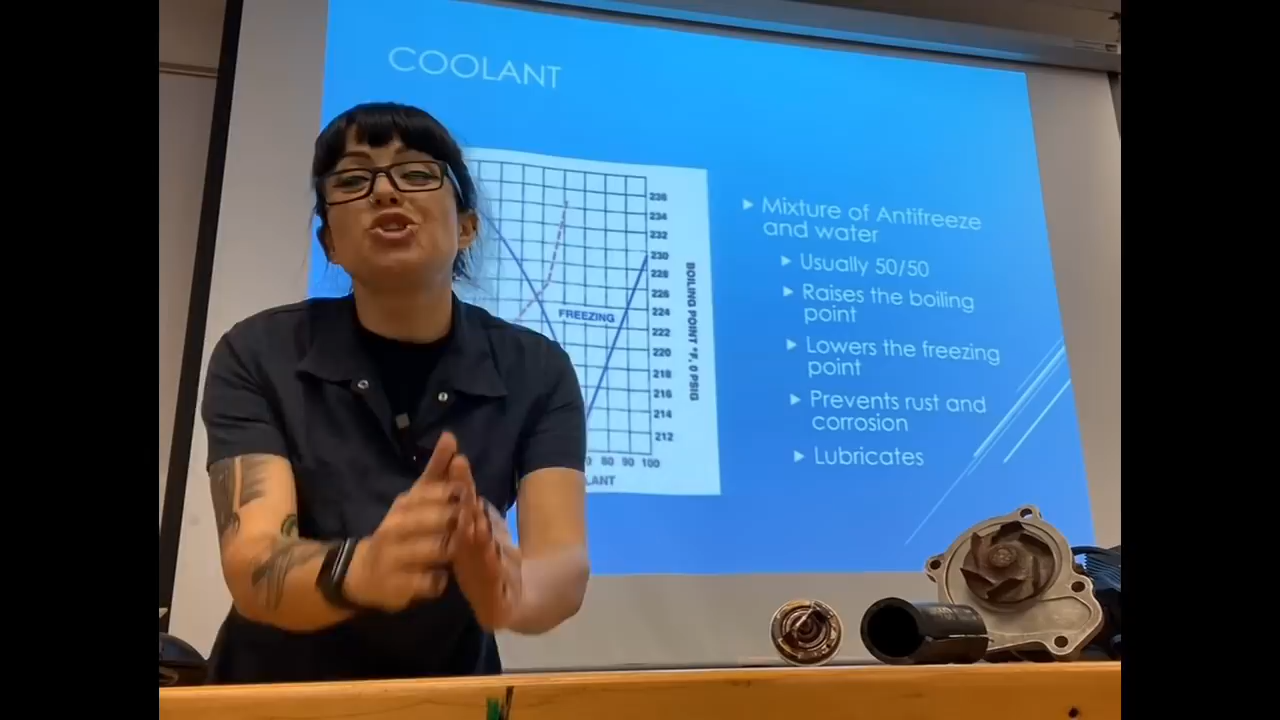 COOLANT
238
236
234
232
230
228
226
224
222
220
218
216
214
212
BOILING POINT °F. 0 PSIG
FREEZING
80 90 100
Mixture of Antifreeze
and water
Usually 50/50
Raises the boiling
point
Lowers the freezing
point
Prevents rust and
corrosion
Lubricates